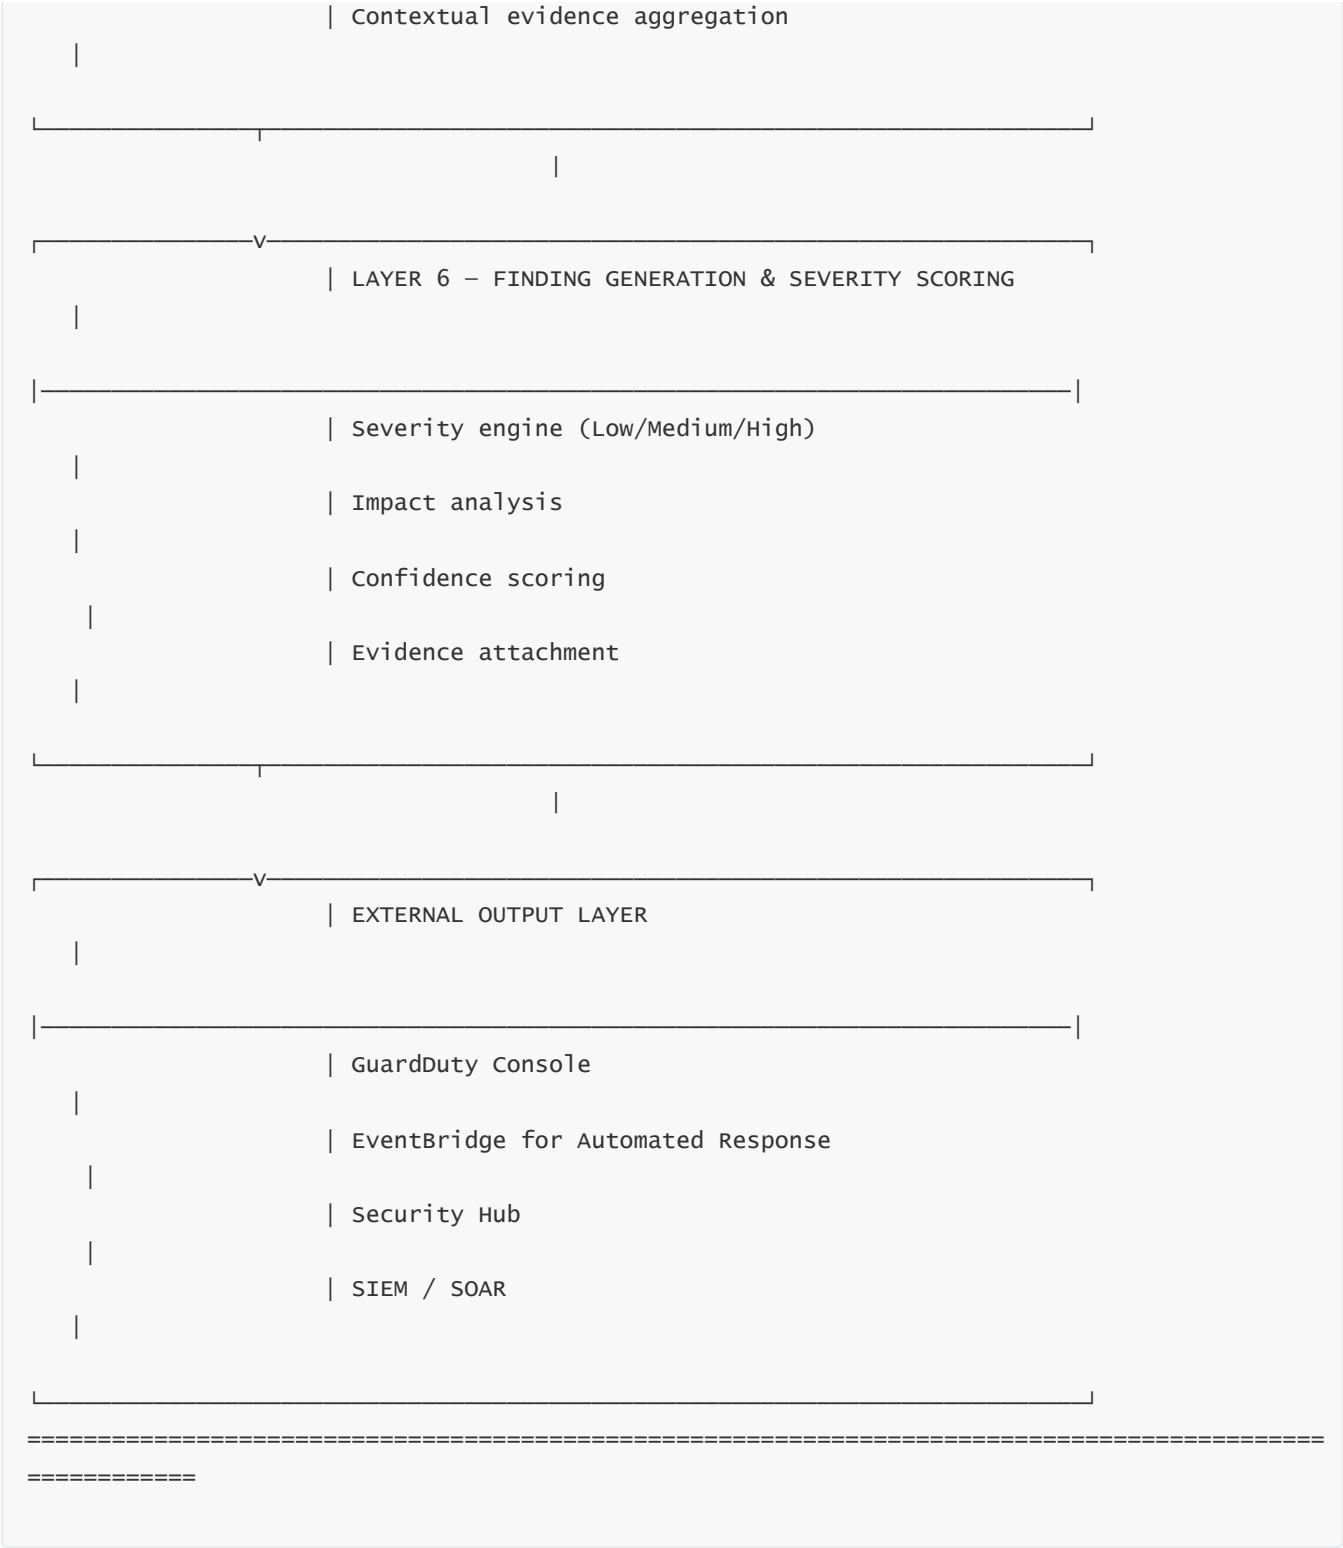 | Contextual evidence aggregation
|
└───────────────┬──────────────────────────────────────────────────────────┘
|
┌───────────────v──────────────────────────────────────────────────────────┐
| LAYER 6 — FINDING GENERATION & SEVERITY SCORING
|
|─────────────────────────────────────────────────────────────────────────|
| Severity engine (Low/Medium/High)
|
| Impact analysis
|
| Confidence scoring
|
| Evidence attachment
|
└───────────────┬──────────────────────────────────────────────────────────┘
|
┌───────────────v──────────────────────────────────────────────────────────┐
| EXTERNAL OUTPUT LAYER
|
|─────────────────────────────────────────────────────────────────────────|
| GuardDuty Console
|
| EventBridge for Automated Response
|
| Security Hub
|
| SIEM / SOAR
|
└──────────────────────────────────────────────────────────────────────────┘
============================================================================================
============